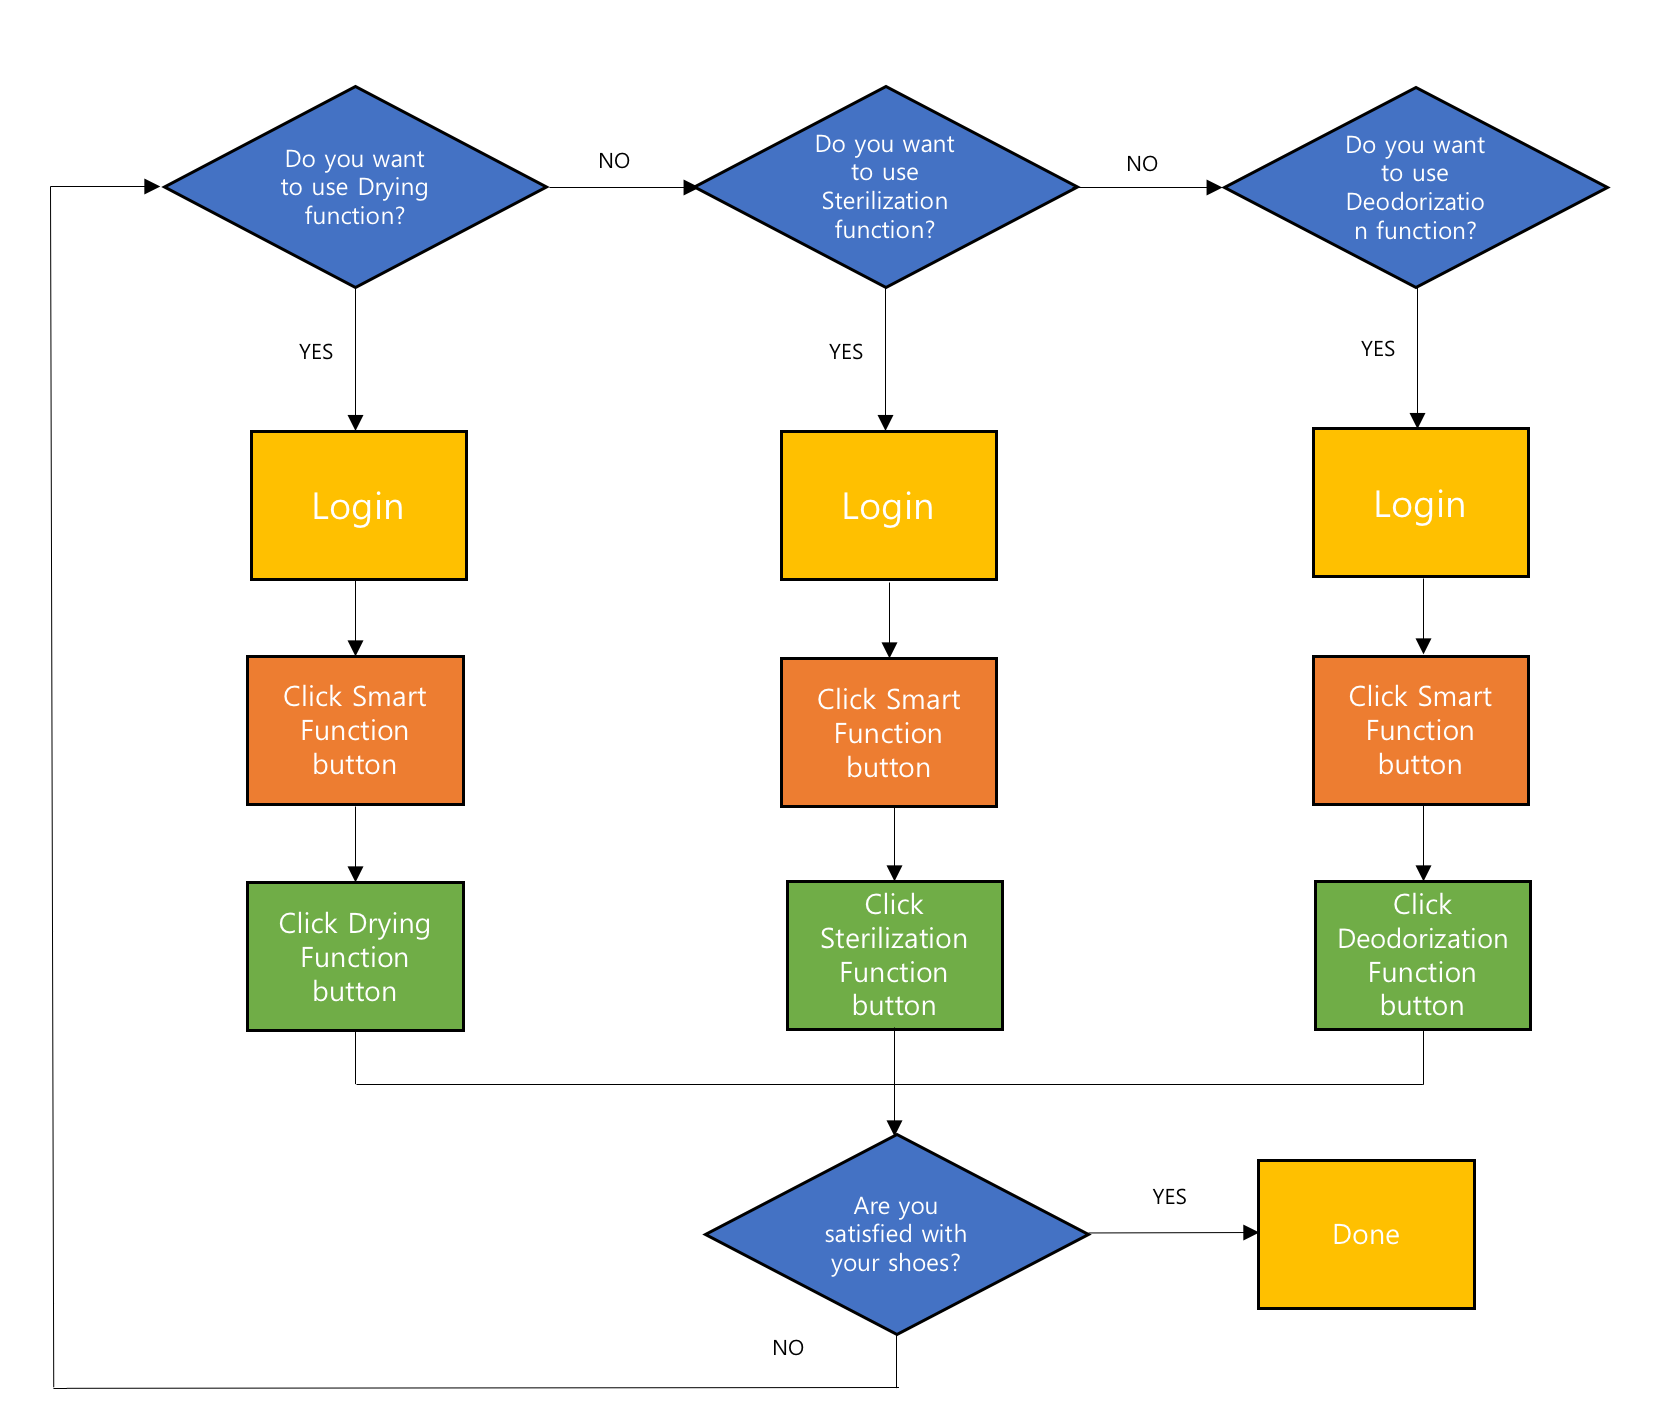 Do you want
to use Drying
function?
NO
Do you want
to use
Sterilization
function?
NO
Do you want
to use
Deodorizatio
n function?
YES
YES
YES
Login
Login
Login
Click Smart
Function
button
Click Smart
Function
button
Click Smart
Function
button
Click Drying
Function
button
Click
Sterilization
Function
button
Click
Deodorization
Function
button
Are you
satisfied with
your shoes?
YES
Done
NO